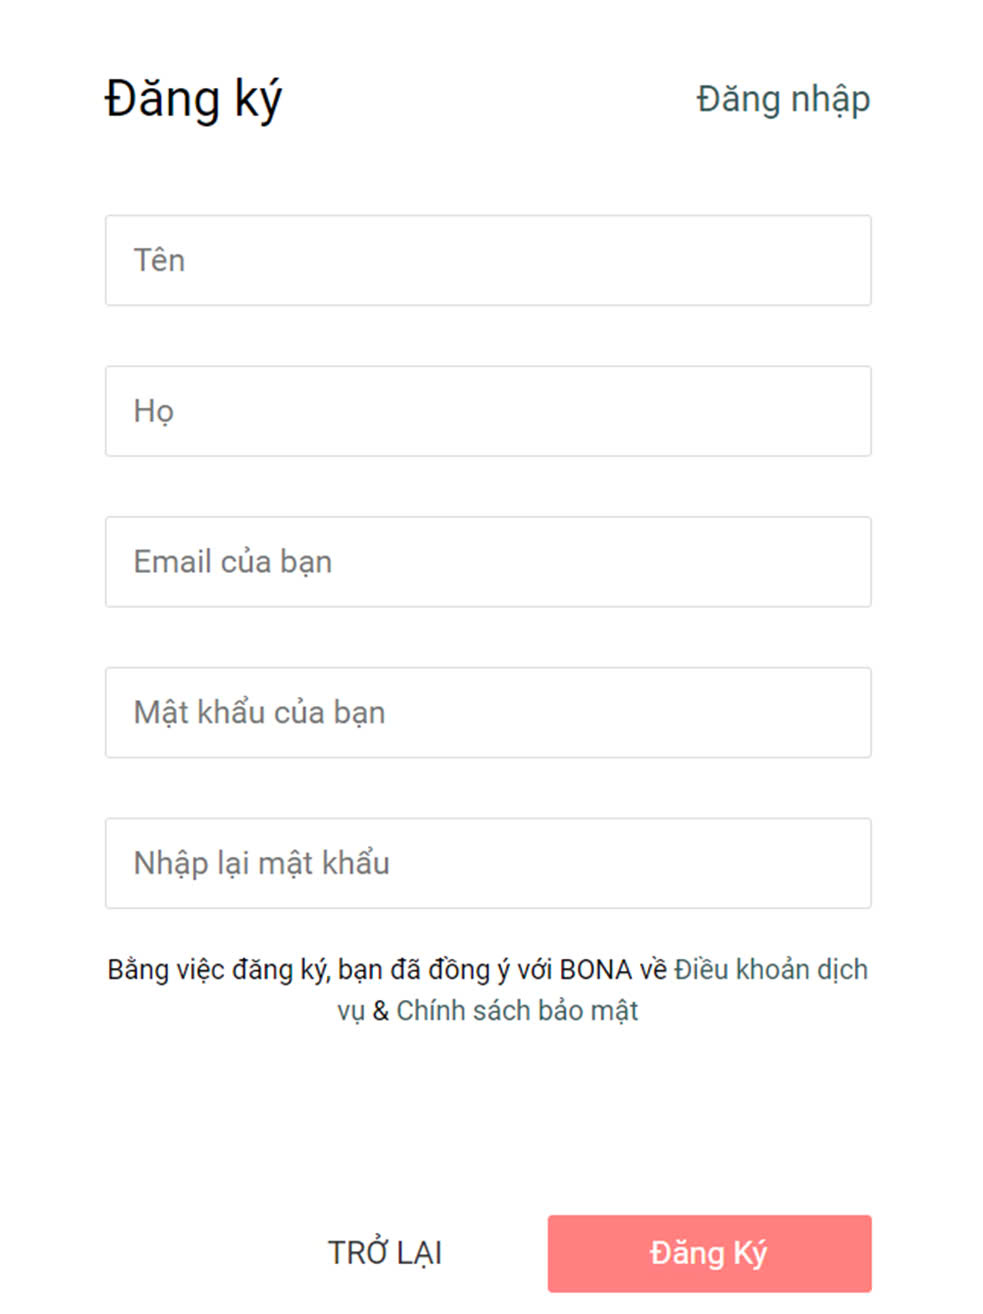 Đăng ký
Đăng nhập
Tên
Họ
Email của bạn
Mật khẩu của bạn
Nhập lại mật khẩu
Bằng việc đăng ký, bạn đã đồng ý với BONA về Điều khoản dịch
vụ & Chính sách bảo mật
TRỞ LẠI
Đăng Ký